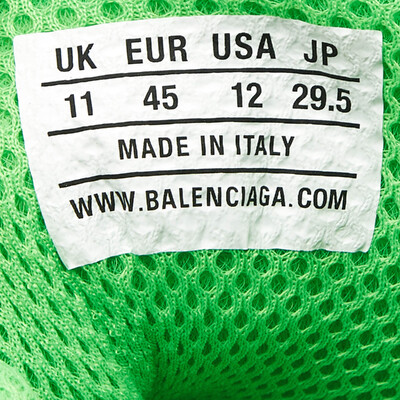 UK EUR USA JP
11 45 12 29.5
MADE IN ITALY
WWW.BALENCIAGA.COM